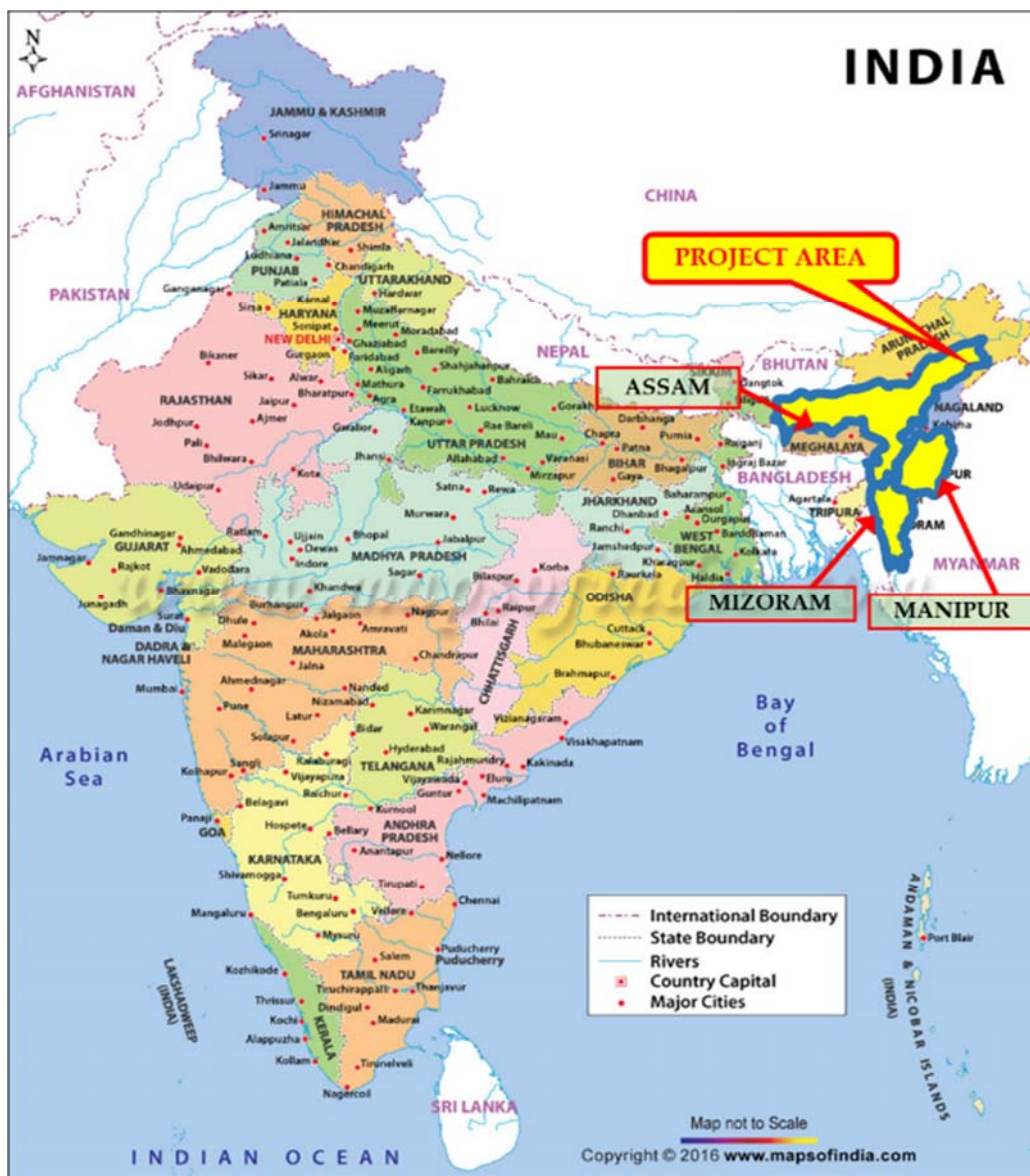 N
INDIA
AFGHANISTAN
JAMMU & KASHMIR
Srinagar
Jammu
CHINA
HIMACHAL
PRADESH
Amritsar
Jalandhar
Shimla
Ludhiana
PUNJAB
Chandigarh
Patiala
UTTARAKHAND
Hardwar
PROJECT AREA
PAKISTAN
Ganganagar
Sirsa
Karnal
HARYANA
Sonipat
NEW DELHI
Gurgaon
Faridabad
Muzaffarnagar
Meerut
Moradabad
Ghaziabad
Bareilly
Aligarh
Shahjahanpur
Mathura
Bahraich
Agra
Farrukhabad
NEPAL
BHUTAN
SIKKIM
Gangtok
ARUNACHAL
PRADESH
ASSAM
NAGALAND
Kohima
Bikaner
RAJASTHAN
Sikar
Alwar
Bharatpur
Jaipur
Jodhpur
Ajmer
Pali
Bhilwara
Udaipur
Kota
Gwalior
Jhansi
Etawah
Kanpur
Lucknow
Rae Bareli
UTTAR PRADESH
Allahabad
Mau
Varanasi
Mirzapur
Gorakh
Darbhanga
Chapra
Patna
Purnia
BIHAR
Bhagalpur
Gaya
Raiganj
Ingraj Bazar
MEGHALAYA
BANGLADESH
Agartala
TRIPURA
PUR
ORAM
MYANMAR
Satna
Rewa
Murwara
Jabalpur
Bhopal
MADHYA PRADESH
Sagar
Ratlam
Ujjain
Dewas
Indore
Khandwa
JHARKHAND
Dhanbad
Ranchi
Jamshedpur
Baharampur
Asansol
Durgapur
WEST
BENGAL
Barddhaman
Kolkata
Kharagpur
Haldia
Gandhinagar
GUJARAT
Ahmedabad
Jamnagar
Rajkot
Vadodara
Bhavnagar
Junagadh
Surat
Daman & Diu
DADRA &
NAGAR HAVELI
Mumbai
Burhanpur
Dhule
Jalgaon
Malegaon
Akola
Amravati
Nagpur
MAHARASHTRA
Jalna
Chandrapur
Ahmednagar
Pune
Nanded
Nizamabad
Latur
Solapur
Bilaspur
Korba
Raipur
Bhilai
CHHATTISGARH
Raurkela
ODISHA
Cuttack
Bhubaneswar
Brahmapur
MIZORAM
MANIPUR
Karimnagar
Warangal
Bidar
Hyderabad
TELANGANA
Vizianagaram
Visakhapatnam
Rajahmundry
Kakinada
Vijayawada
Eluru
Guntur
Machilipatnam
Arabian
Sea
Bay
of
Bengal
Kolhapur
Sangli
Kalaburagi
Vijayapura
Raichur
Belagavi
Panaji
GOA
Kurnool
Hospete
Bellary
ANDHRA
PRADESH
KARNATAKA
Anantapur
Nellore
Shivamogga
Tirupati
Tumkuru
Bengaluru
Mangaluru
Vellore
Chennai
Mysuru
Puducherry
Puducherry
Salem
TAMIL NADU
Kozhikode
Tiruchirappalli
Thanjavur
Thrissur
Dindigul
Kochi
Madurai
Alappuzha
KERALA
Kollam
Tirunelveli
Nagercoil
LAKSHADWEEP
(INDIA)
SRI LANKA
International Boundary
State Boundary
Rivers
Country Capital
Major Cities
ANDAMAN & NICOBAR ISLANDS
(INDIA)
Port Blair
Map not to Scale
Copyright © 2016 www.mapsofindia.com
INDIAN OCEAN